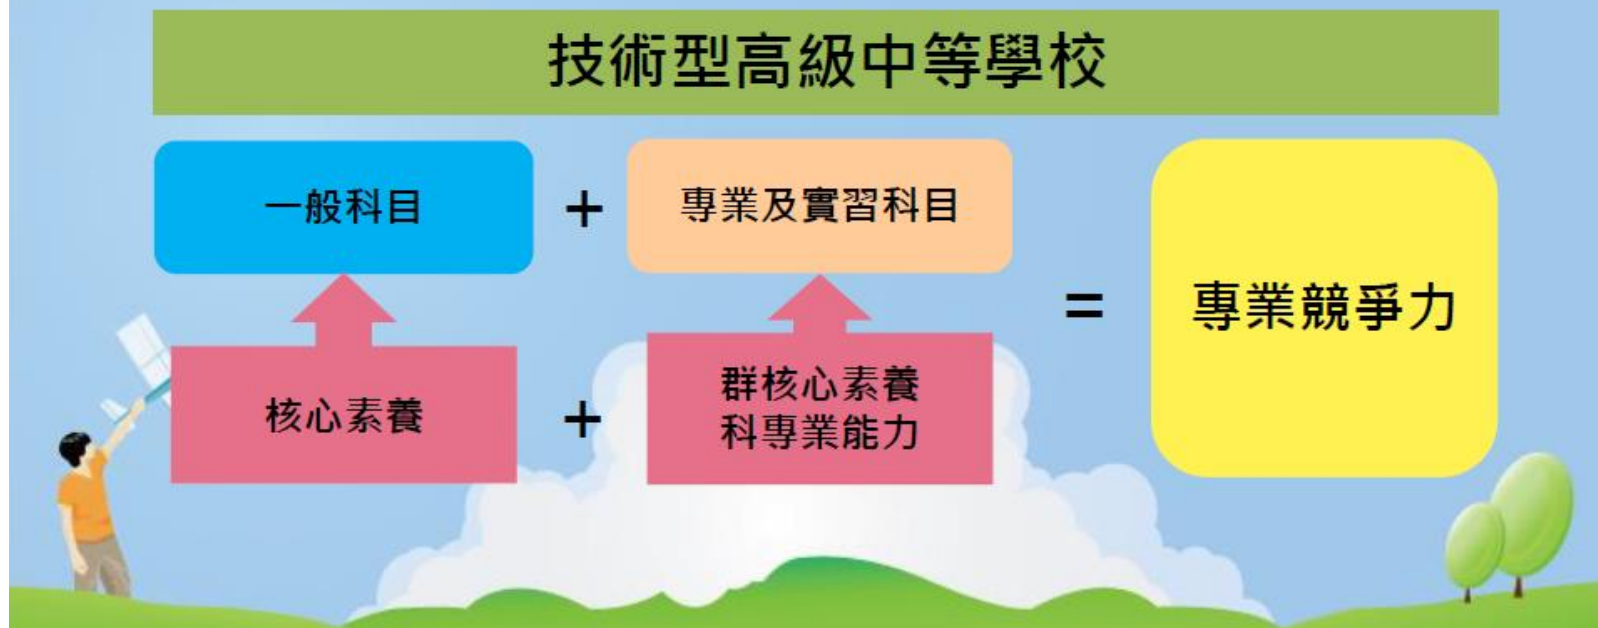 技術型高級中等學校
一般科目
+
專業及實習科目
=
專業競爭力
核心素養
+
群核心素養
科專業能力